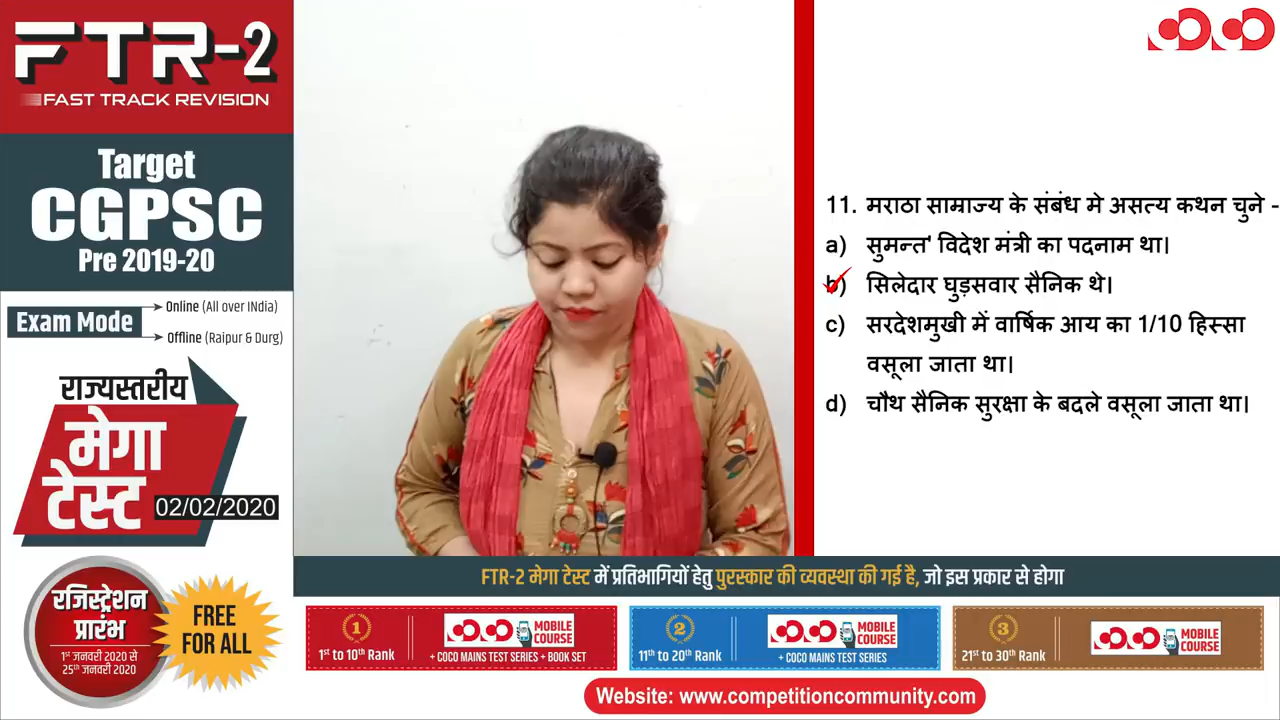 FTR-2
FAST TRACK REVISION
Target
CGPSC
Pre 2019-20
Exam Mode
Online (All over INdia)
Offline (Raipur & Durg)
राज्यस्तरीय
मेगा
टेस्ट
02/02/2020
रजिस्ट्रेशन
प्रारंभ
1st जनवरी 2020 से
25th जनवरी 2020
FREE
FOR ALL
11. मराठा साम्राज्य के संबंध मे असत्य कथन चुने -
a) सुमन्त' विदेश मंत्री का पदनाम था।
b) सिलेदार घुड़सवार सैनिक थे।
c) सरदेशमुखी में वार्षिक आय का 1/10 हिस्सा
वसूला जाता था।
d) चौथ सैनिक सुरक्षा के बदले वसूला जाता था।
FTR-2 मेगा टेस्ट में प्रतिभागियों हेतु पुरस्कार की व्यवस्था की गई है, जो इस प्रकार से होगा
1
1st to 10th Rank
MOBILE
COURSE
+ COCO MAINS TEST SERIES + BOOK SET
2
11th to 20th Rank
MOBILE
COURSE
+ COCO MAINS TEST SERIES
3
21st to 30th Rank
MOBILE
COURSE
Website: www.competitioncommunity.com